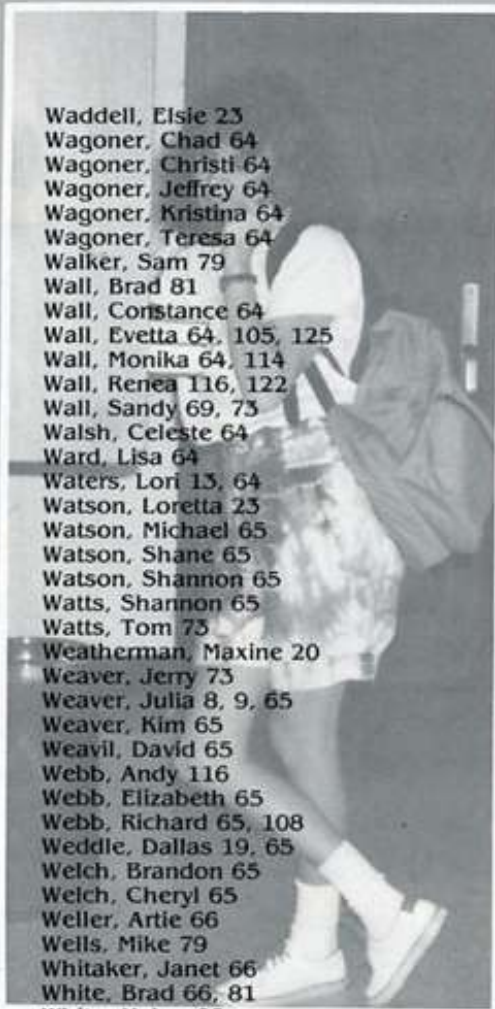 Waddell, Elsie 23
Wagoner, Chad 64
Wagoner, Christi 64
Wagoner, Jeffrey 64
Wagoner, Kristina 64
Wagoner, Teresa 64
Walker, Sam 79
Wall, Brad 81
Wall, Constance 64
Wall, Evetta 64, 105, 125
Wall, Monika 64, 114
Wall, Renea 116, 122
Wall, Sandy 69, 73
Walsh, Celeste 64
Ward, Lisa 64
Waters, Lori 13, 64
Watson, Loretta 23
Watson, Michael 65
Watson, Shane 65
Watson, Shannon 65
Watts, Shannon 65
Watts, Tom 73
Weatherman, Maxine 20
Weaver, Jerry 73
Weaver, Julia 8, 9, 65
Weaver, Kim 65
Weavil, David 65
Webb, Andy 116
Webb, Elizabeth 65
Webb, Richard 65, 108
Weddle, Dallas 19, 65
Welch, Brandon 65
Welch, Cheryl 65
Weller, Artie 66
Wells, Mike 79
Whitaker, Janet 66
White, Brad 66, 81